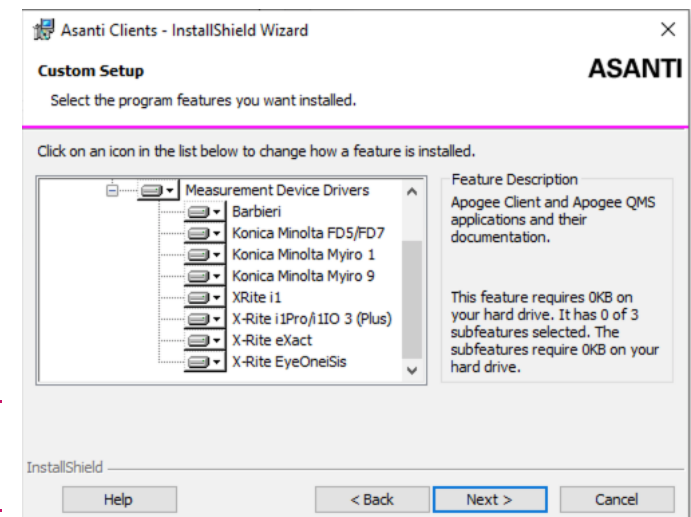 Asanti Clients - InstallShield Wizard
Custom Setup
ASANTI
Select the program features you want installed.
Click on an icon in the list below to change how a feature is installed.
Measurement Device Drivers
Barbieri
Konica Minolta FD5/FD7
Konica Minolta Myiro 1
Konica Minolta Myiro 9
XRite i1
X-Rite i1Pro/i1IO 3 (Plus)
X-Rite eXact
X-Rite EyeOneiSis
Feature Description
Apogee Client and Apogee QMS
applications and their
documentation.
This feature requires 0KB on
your hard drive. It has 0 of 3
subfeatures selected. The
subfeatures require 0KB on your
hard drive.
InstallShield
Help
< Back
Next >
Cancel